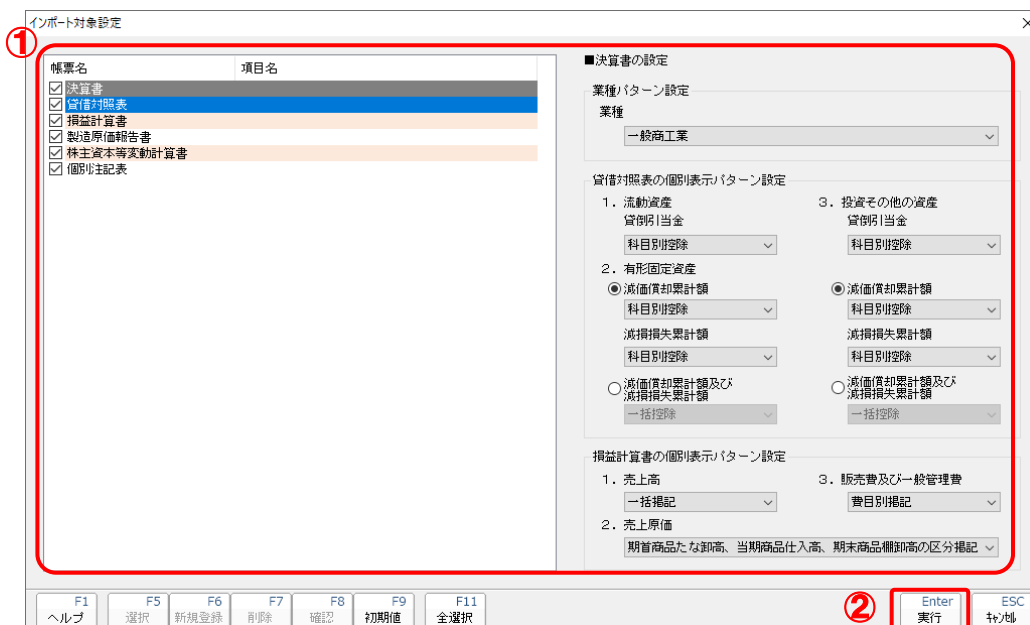 インポート対象設定
①
帳票名 項目名
決算書
貸借対照表
損益計算書
製造原価報告書
株主資本等変動計算書
個別注記表
■決算書の設定
業種パターン設定
業種
一般商工業
貸借対照表の個別表示パターン設定
1．流動資産 3．投資その他の資産
貸倒引当金 貸倒引当金
科目別控除 科目別控除
2．有形固定資産
減価償却累計額 減価償却累計額
科目別控除 科目別控除
減損損失累計額 減損損失累計額
科目別控除 科目別控除
減価償却累計額及び 減価償却累計額及び
減損損失累計額 減損損失累計額
一括控除 一括控除
損益計算書の個別表示パターン設定
1．売上高 3．販売費及び一般管理費
一括掲記 費目別掲記
2．売上原価
期首商品たな卸高、当期商品仕入高、期末商品棚卸高の区分掲記
②
F1 F5 F6 F7 F8 F9 F11 Enter ESC
ヘルプ 選択 新規登録 削除 確認 初期値 全選択 実行 ｷｬﾝｾﾙ